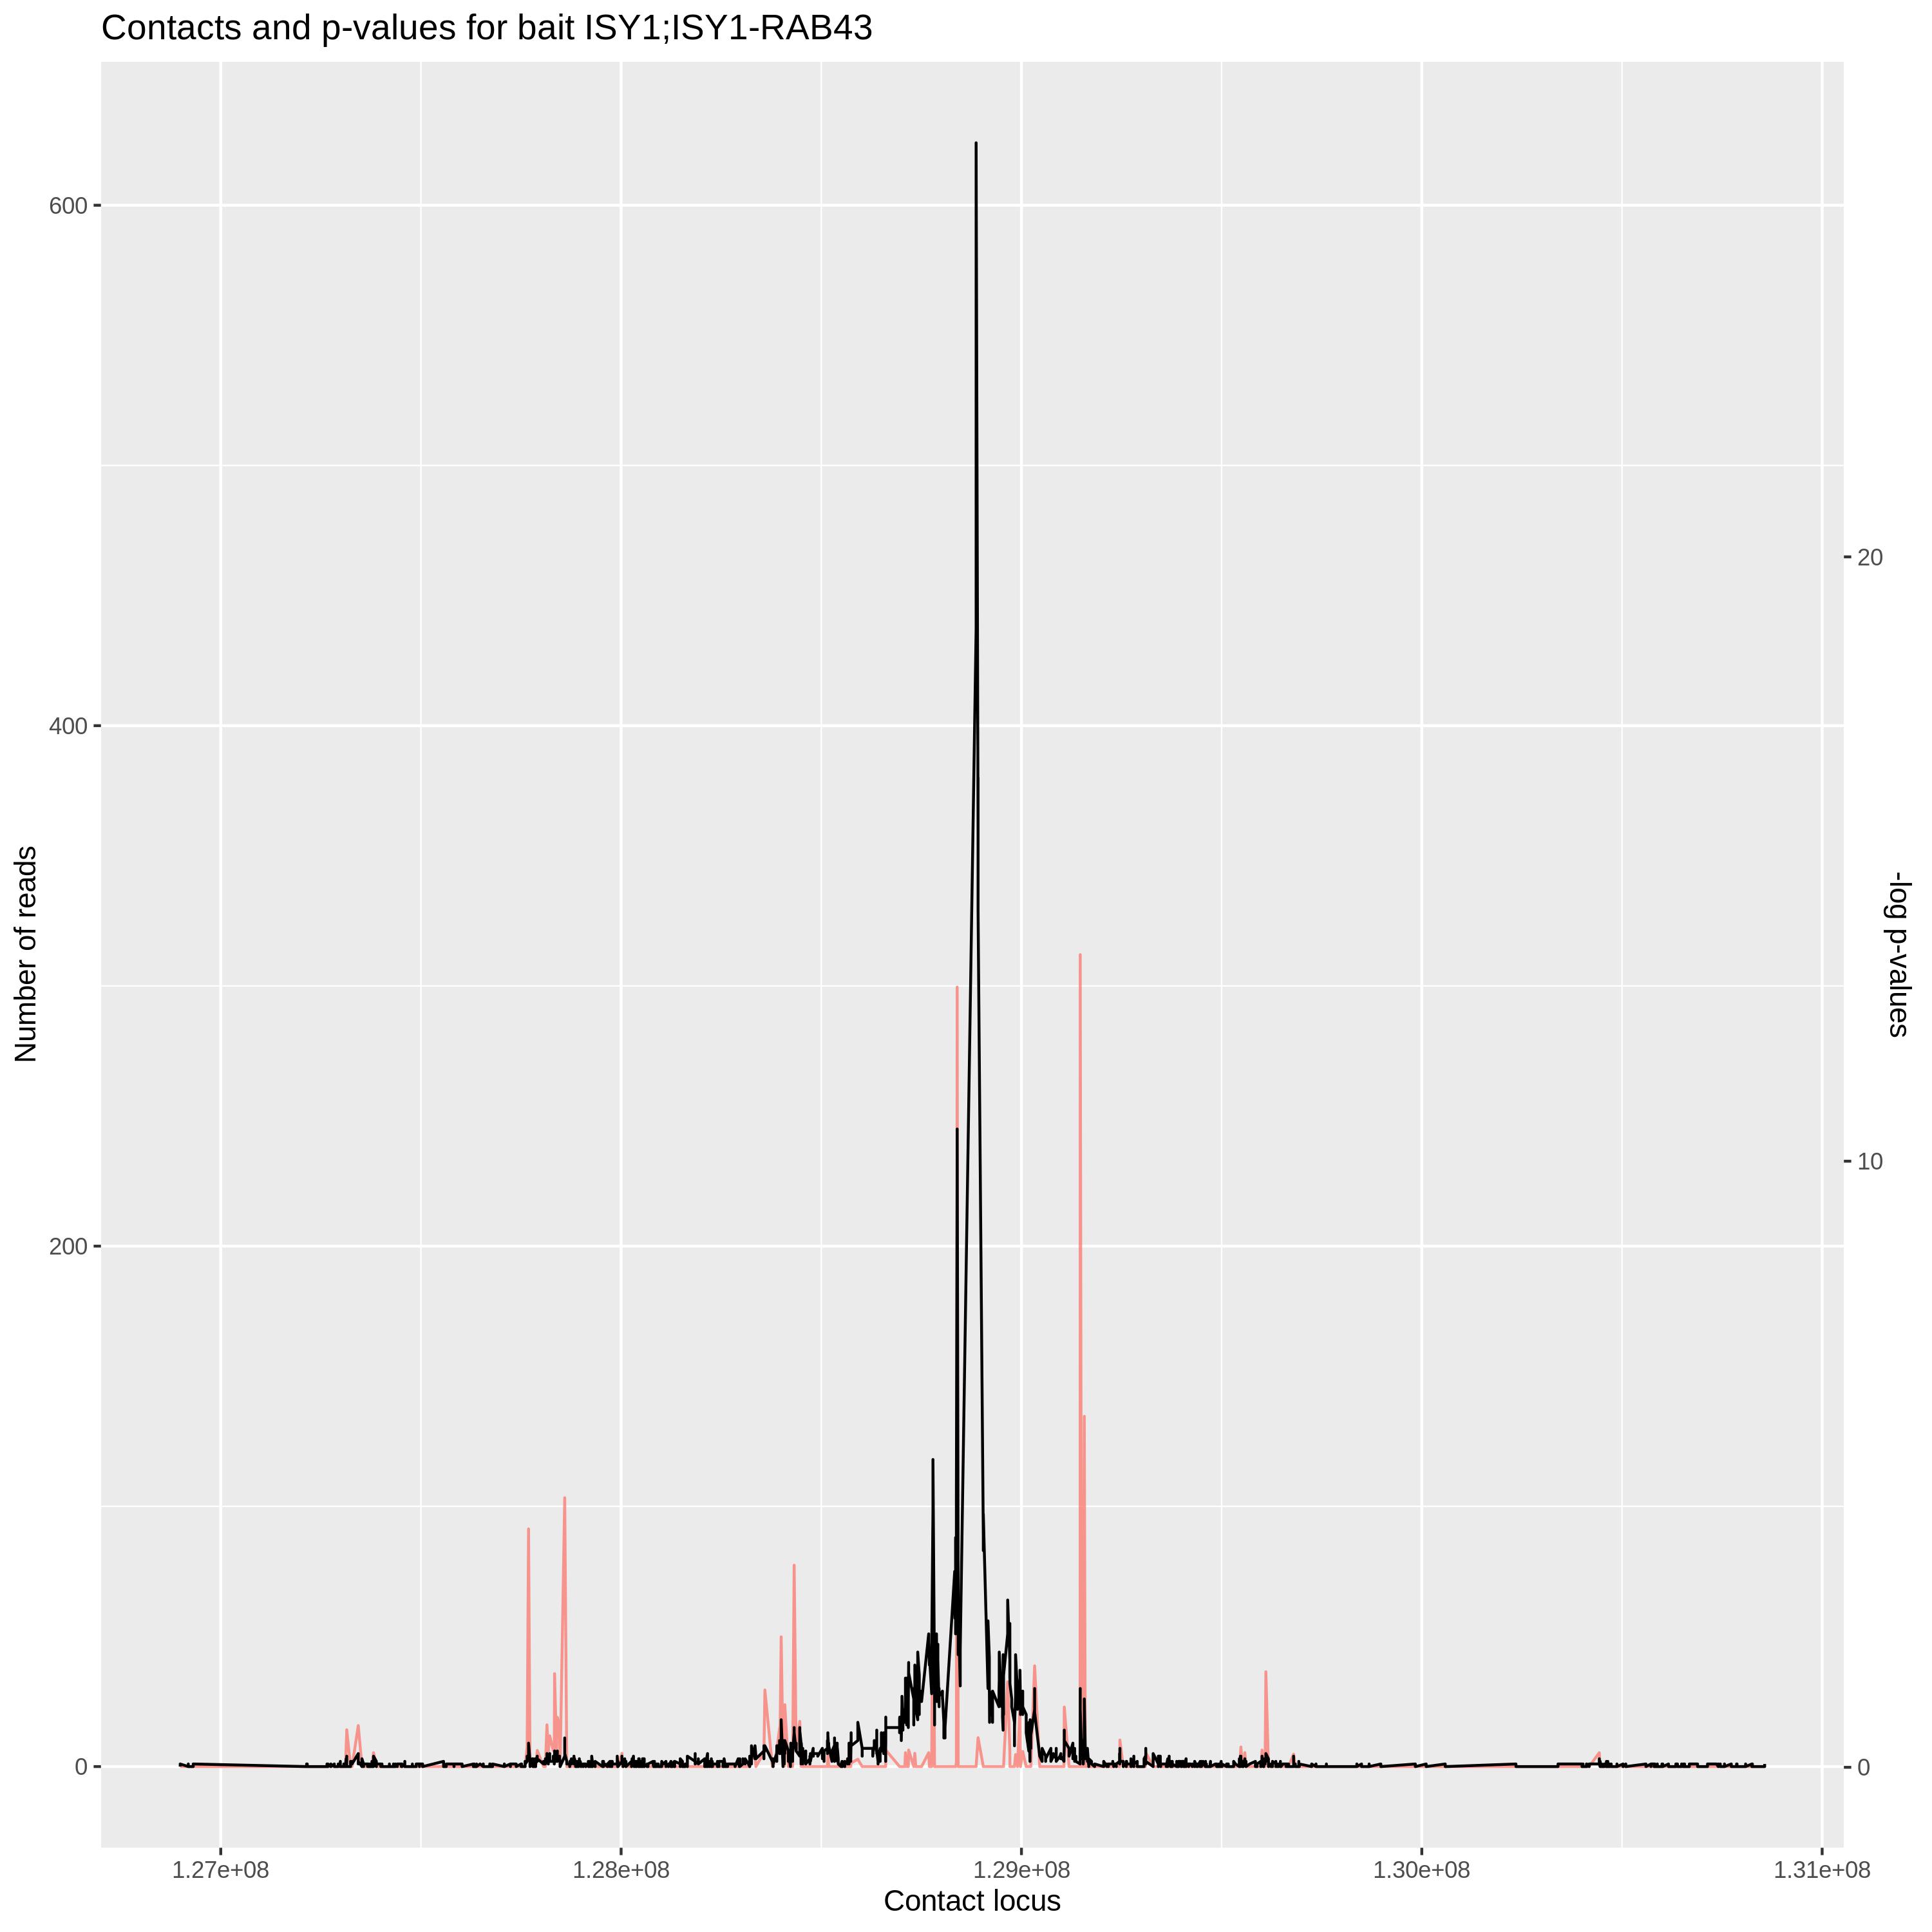 Contacts and p-values for bait ISY1;ISY1-RAB43
600
400
200
0
Number of reads
20
10
0
-log p-values
1.27e+08
1.28e+08
1.29e+08
1.30e+08
1.31e+08
Contact locus